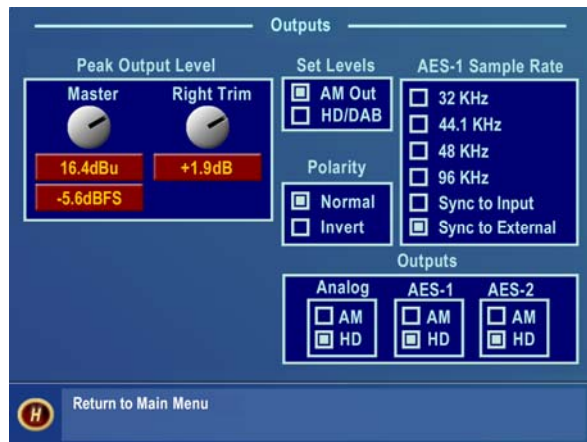 Outputs
Peak Output Level
Master
Right Trim
16.4dBu
+1.9dB
-5.6dBFS
Set Levels
AM Out
HD/DAB
Polarity
Normal
Invert
AES-1 Sample Rate
32 KHz
44.1 KHz
48 KHz
96 KHz
Sync to Input
Sync to External
Outputs
Analog
AM
HD
AES-1
AM
HD
AES-2
AM
HD
H
Return to Main Menu